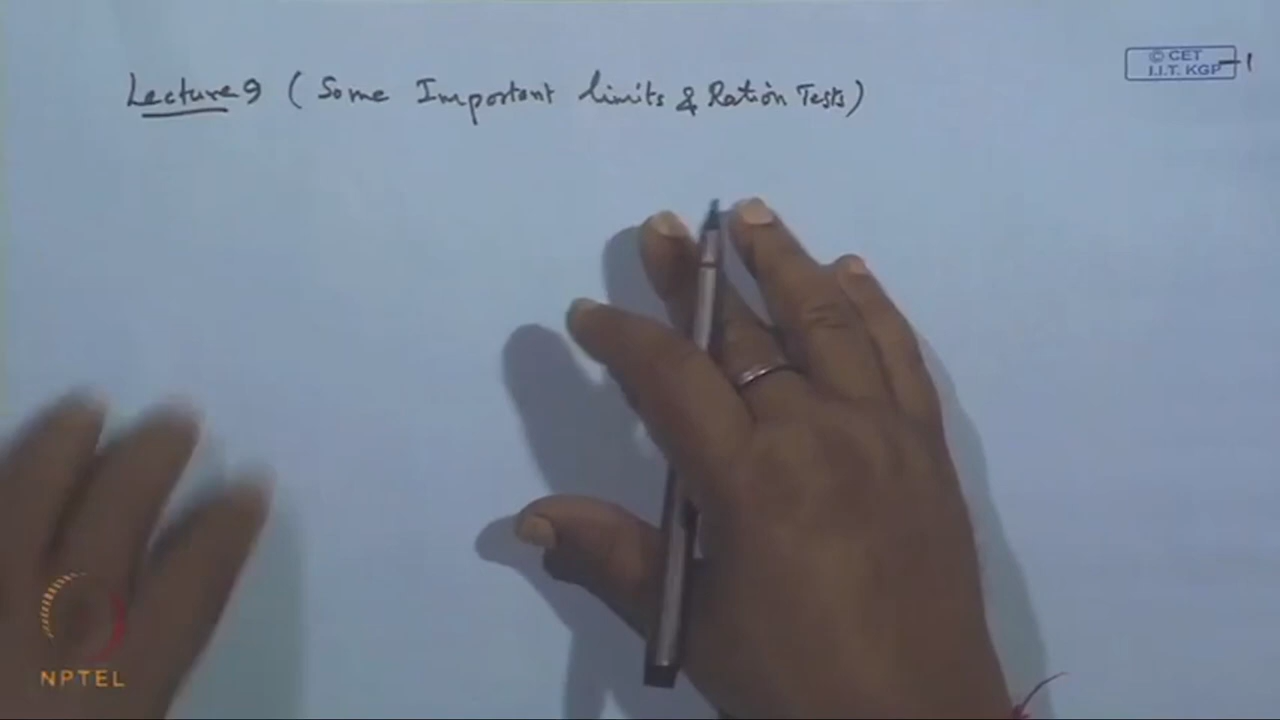 Lecture 9 ( Some Important limits & Ration Tests)
© CET
I.I.T. KGP
1
NPTEL